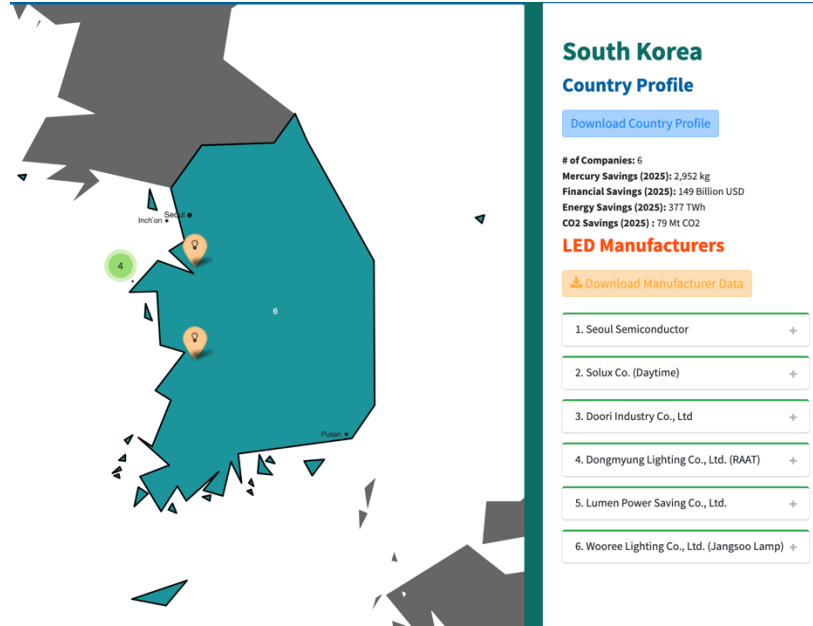 South Korea
Country Profile
Download Country Profile
# of Companies: 6
Mercury Savings (2025): 2,952 kg
Financial Savings (2025): 149 Billion USD
Energy Savings (2025): 377 TWh
CO2 Savings (2025) : 79 Mt CO2
LED Manufacturers
Download Manufacturer Data
1. Seoul Semiconductor
2. Solux Co. (Daytime)
3. Doori Industry Co., Ltd
4. Dongmyung Lighting Co., Ltd. (RAAT)
5. Lumen Power Saving Co., Ltd.
6. Wooree Lighting Co., Ltd. (Jangsoo Lamp)
Seoul
Inch'on
4
6
Pusan